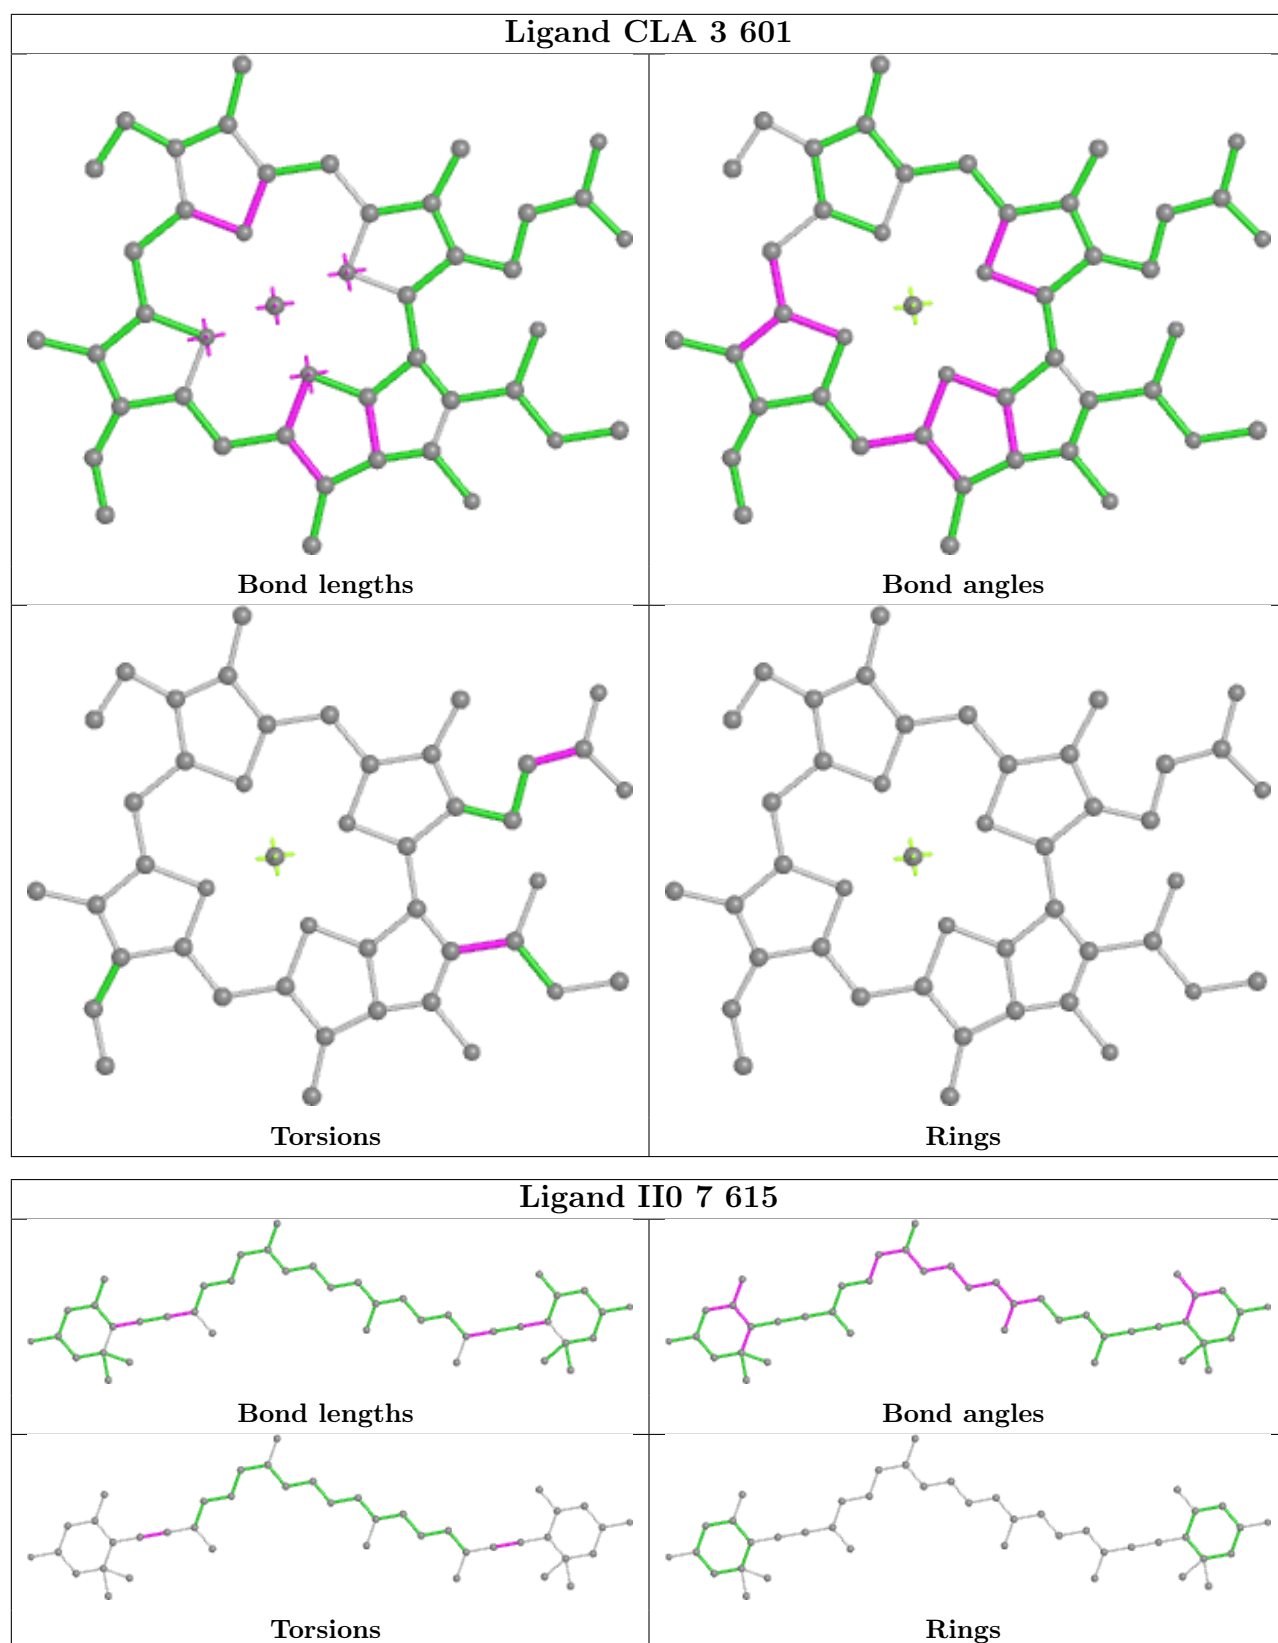 Ligand CLA 3 601
Bond lengths
Bond angles
Torsions
Rings
Ligand II0 7 615
Bond lengths
Bond angles
Torsions
Rings